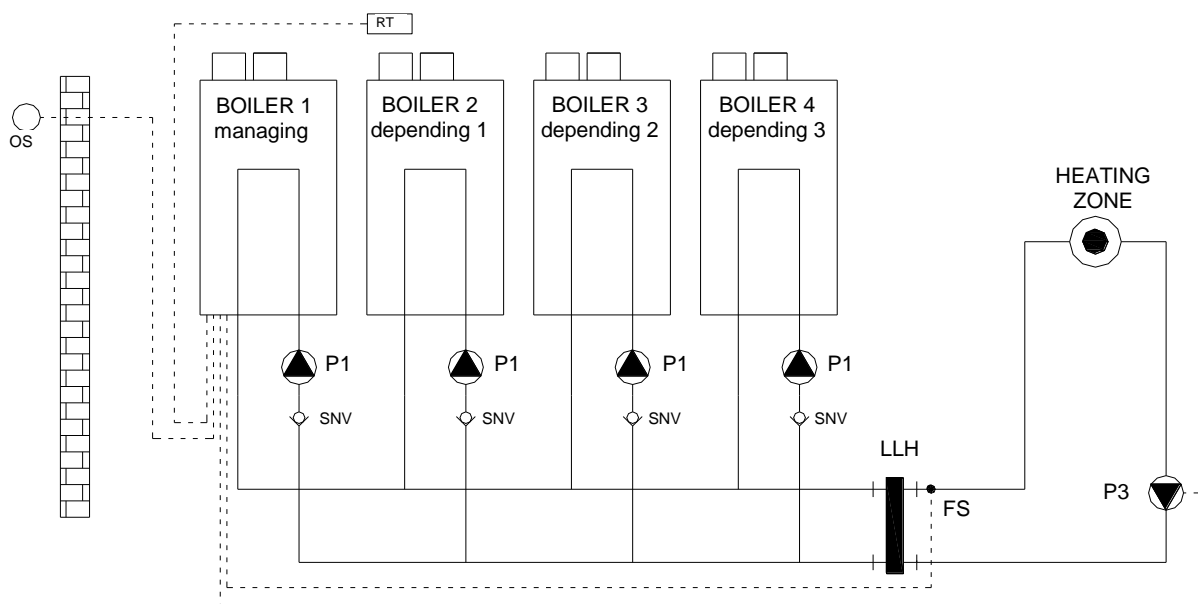 RT
BOILER 1
managing
BOILER 2
depending 1
BOILER 3
depending 2
BOILER 4
depending 3
OS
HEATING
ZONE
P1
P1
P1
P1
SNV
SNV
SNV
SNV
LLH
P3
FS